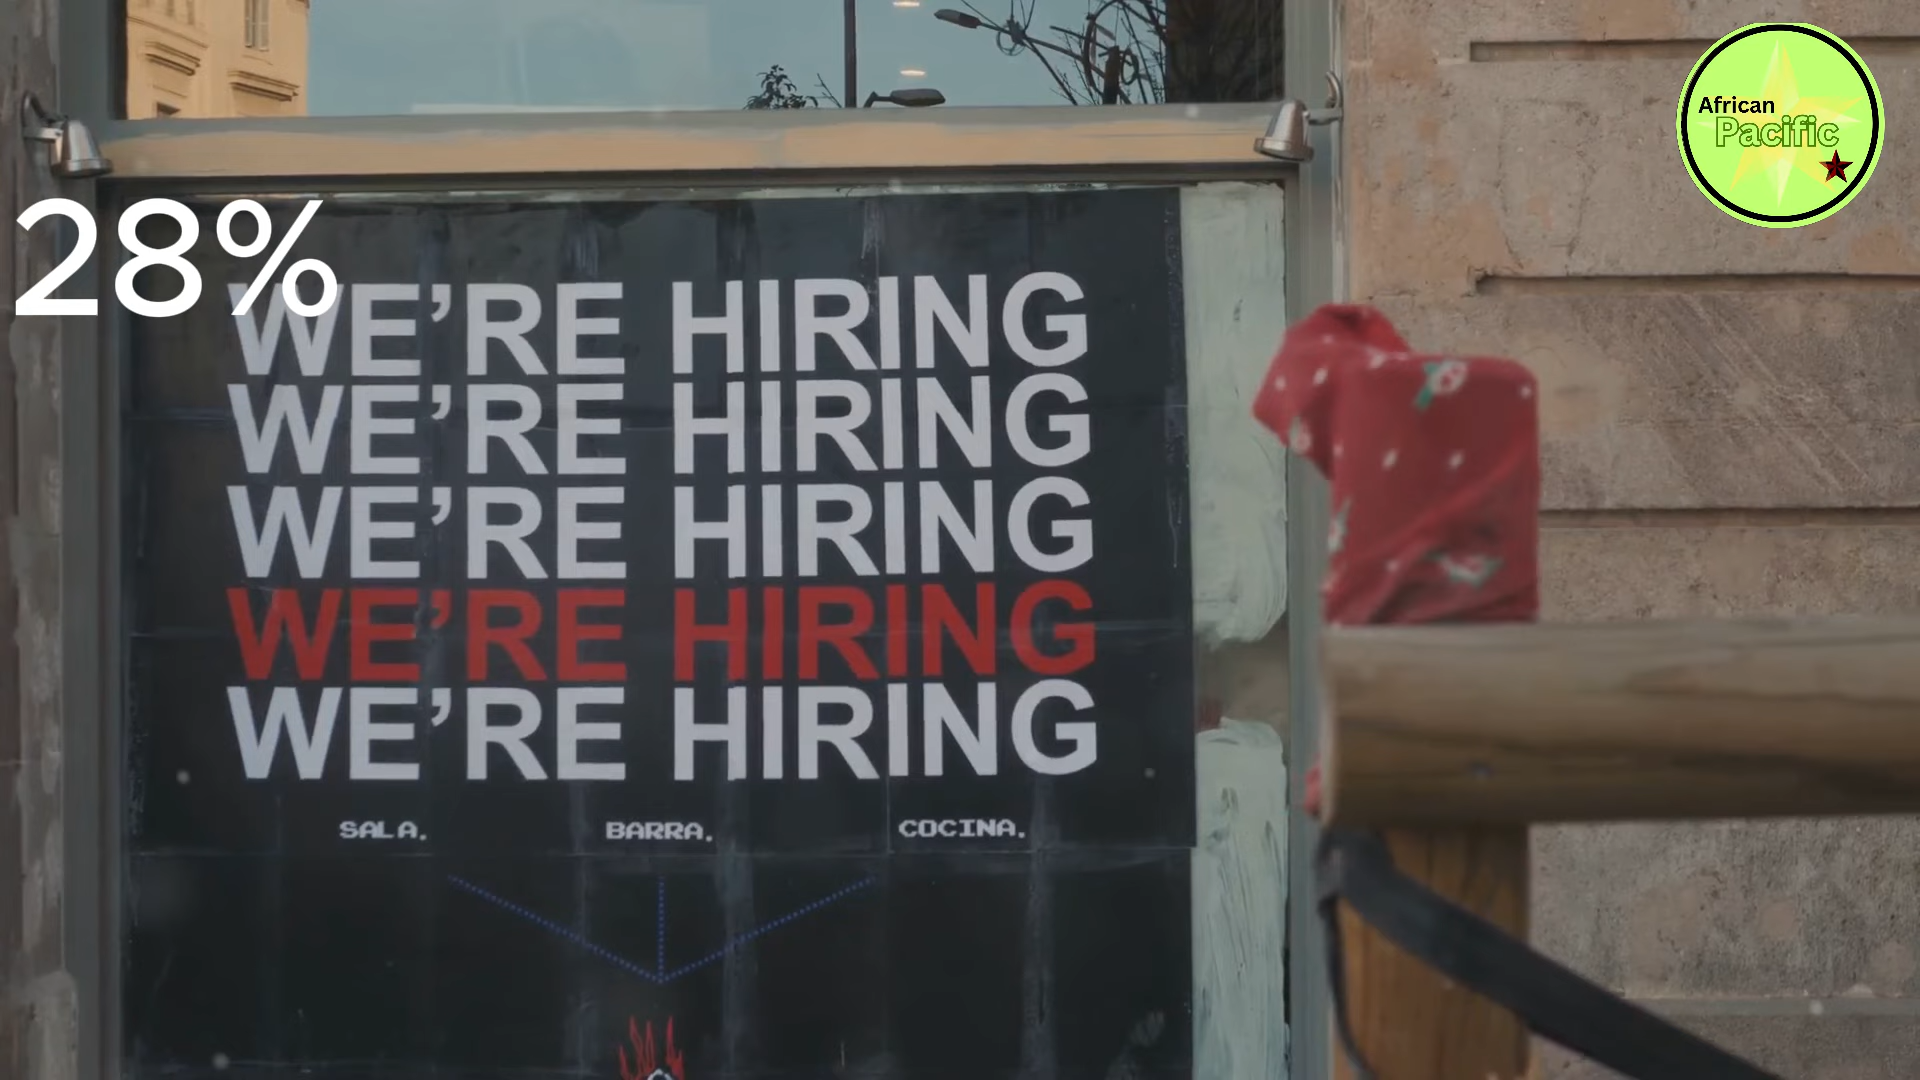 African
Pacific
28%
WE'RE HIRING
WE'RE HIRING
WE'RE HIRING
WE'RE HIRING
WE'RE HIRING
SALA. BARRA. COCINA.